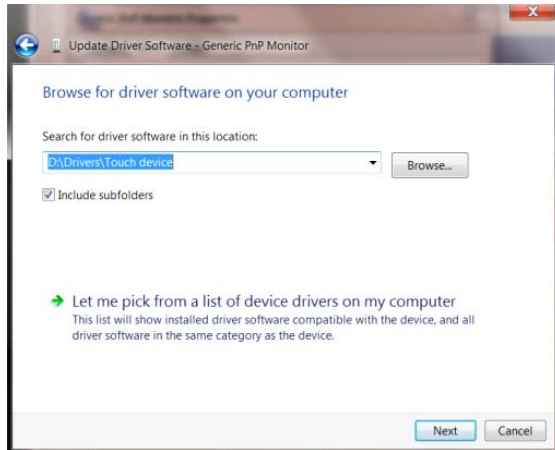 Update Driver Software - Generic PnP Monitor
Browse for driver software on your computer
Search for driver software in this location:
D:\Drivers\Touch device
Browse...
Include subfolders
Let me pick from a list of device drivers on my computer
This list will show installed driver software compatible with the device, and all
driver software in the same category as the device.
Next
Cancel